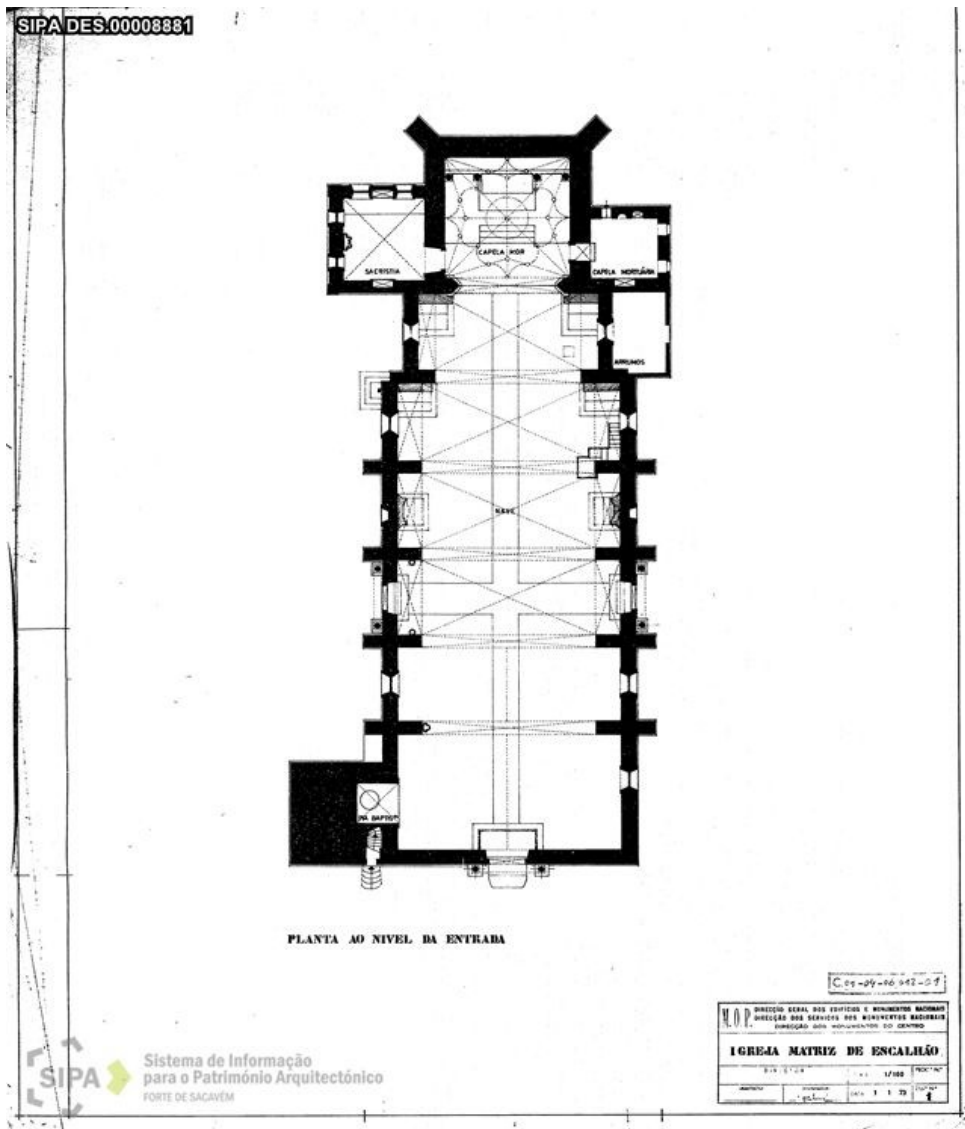 SIPA DES.00008881
SACRISTIA
CAPELA MOR
CAPELA MORTUÁRIA
ARRUMOS
NAVE
PIA BAPTISM
PLANTA AO NIVEL DA ENTRADA
M.O.P.
DIRECÇÃO GERAL DOS EDIFÍCIOS E MONUMENTOS NACIONAIS
DIRECÇÃO DOS SERVIÇOS DOS MONUMENTOS NACIONAIS
DIRECÇÃO DOS MONUMENTOS DO CENTRO
IGREJA MATRIZ DE ESCALHÃO
1/100
DATA
1
SIPA
Sistema de Informação
para o Património Arquitectónico
FORTE DE SACAVÉM